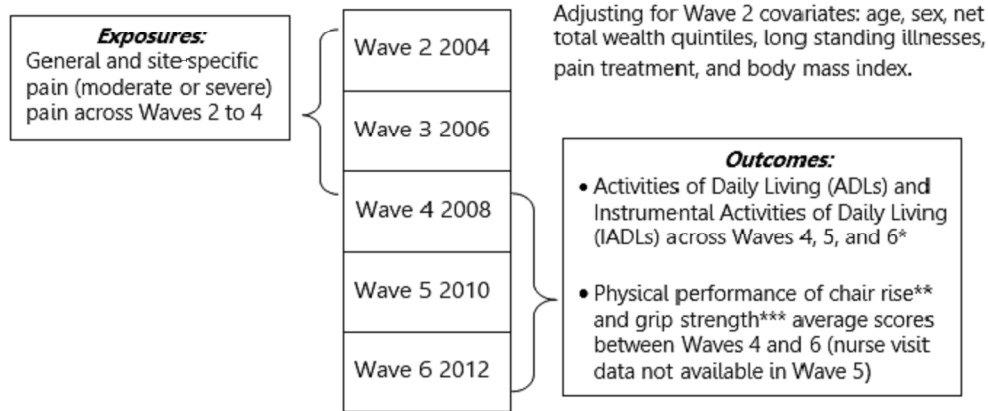 Exposures:
General and site-specific
pain (moderate or severe)
pain across Waves 2 to 4
Wave 2 2004
Wave 3 2006
Wave 4 2008
Wave 5 2010
Wave 6 2012
Adjusting for Wave 2 covariates: age, sex, net
total wealth quintiles, long standing illnesses,
pain treatment, and body mass index.
Outcomes:
• Activities of Daily Living (ADLs) and
Instrumental Activities of Daily Living
(IADLs) across Waves 4, 5, and 6*
• Physical performance of chair rise**
and grip strength*** average scores
between Waves 4 and 6 (nurse visit
data not available in Wave 5)